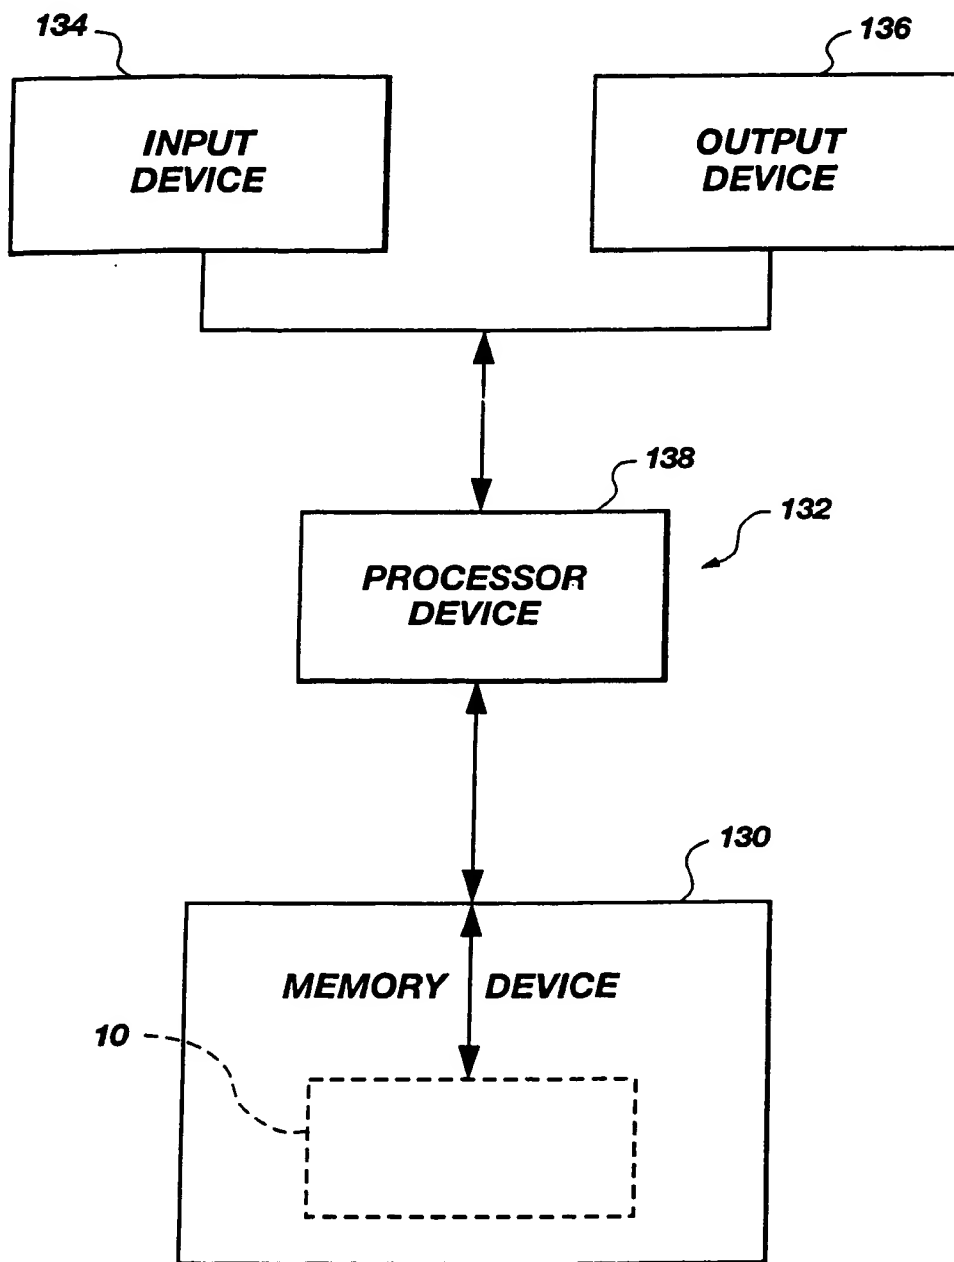 134
136
INPUT
DEVICE
OUTPUT
DEVICE
138
132
PROCESSOR
DEVICE
130
MEMORY DEVICE
10